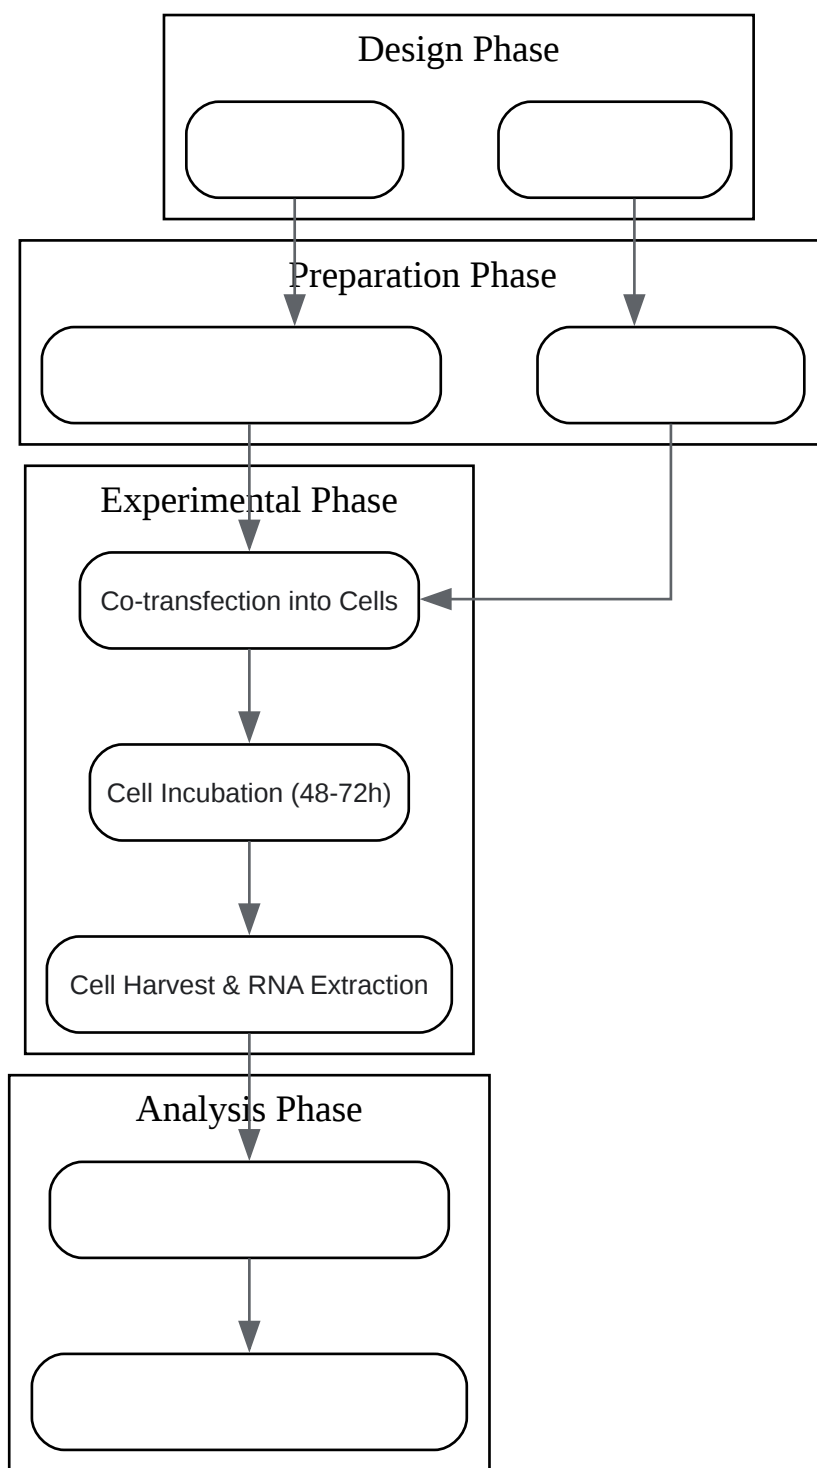 Design Phase
Preparation Phase
Experimental Phase
Co-transfection into Cells
Cell Incubation (48-72h)
Cell Harvest & RNA Extraction
Analysis Phase